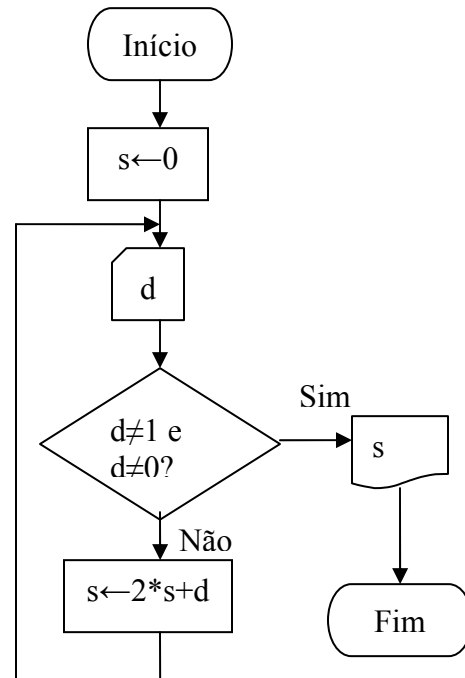 Início
s←0
d
d≠1 e
d≠0?
Sim
s
Não
s←2*s+d
Fim